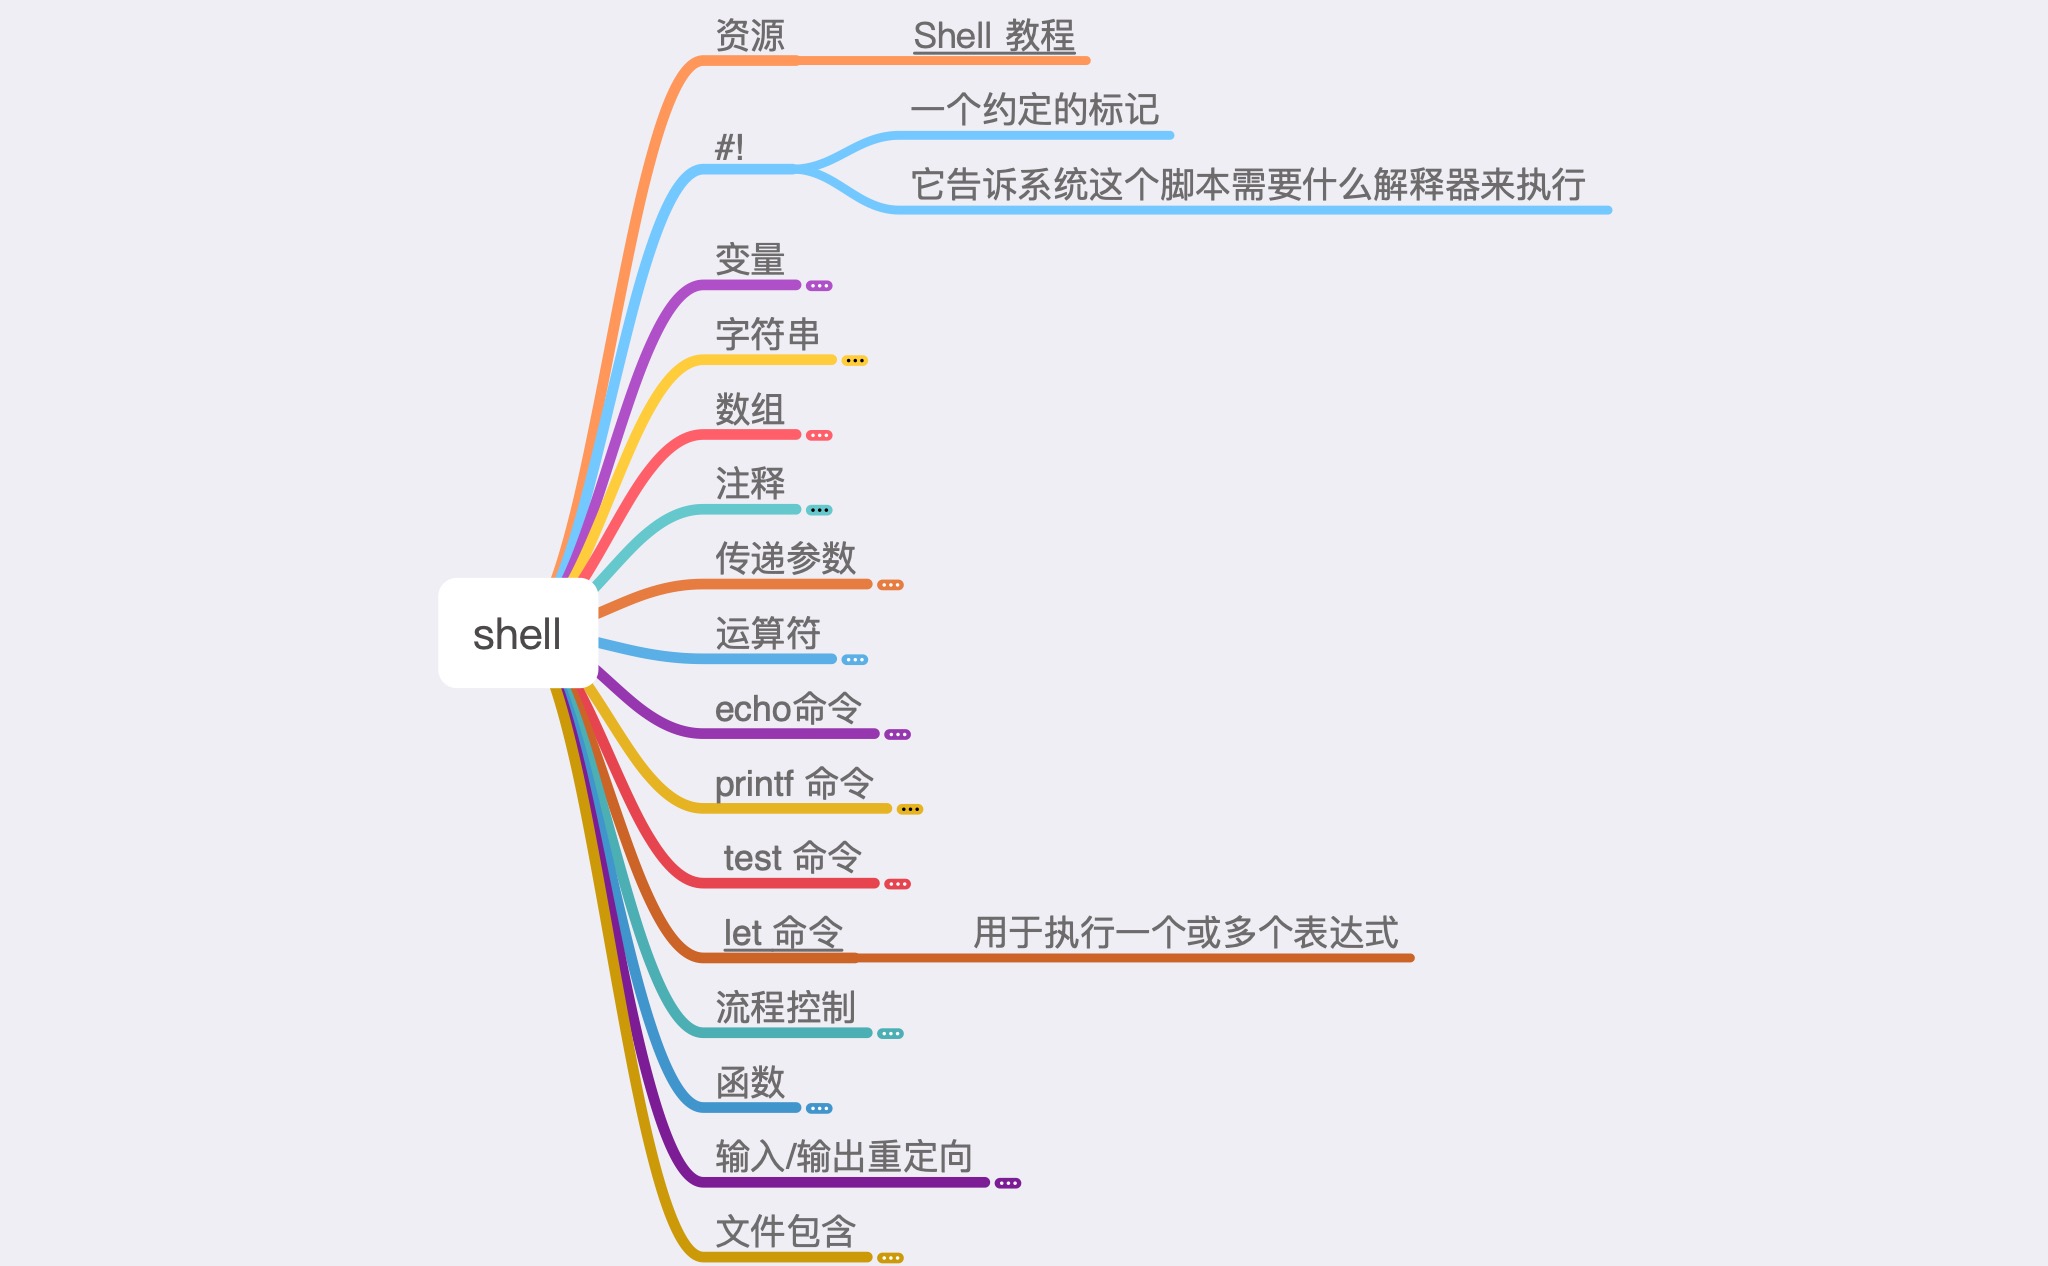 资源
Shell 教程
#!
一个约定的标记
它告诉系统这个脚本需要什么解释器来执行
变量
字符串
数组
注释
传递参数
运算符
shell
echo命令
printf 命令
test 命令
let 命令
用于执行一个或多个表达式
流程控制
函数
输入/输出重定向
文件包含